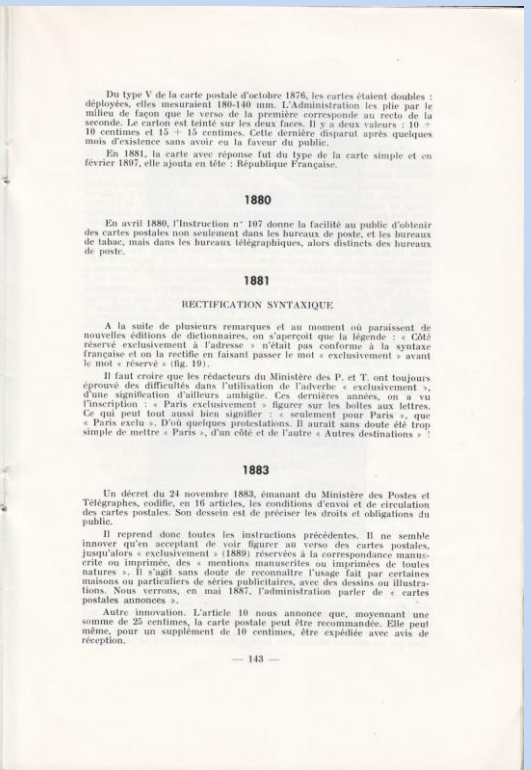 Du type V de la carte postale d'octobre 1876, les cartes étaient doubles :
déployées, elles mesuraient 180-140 mm. L'Administration les plie par le
milieu de façon que le verso de la première corresponde au recto de la
seconde. Le carton est teinté sur les deux faces. Il y a deux valeurs : 10 +
10 centimes et 15 + 15 centimes. Cette dernière disparut après quelques
mois d'existence sans avoir eu la faveur du public.
En 1881, la carte avec réponse fut du type de la carte simple et en
février 1897, elle ajouta en tête : République Française.
1880
En avril 1880, l'Instruction n° 107 donne la facilité au public d'obtenir
des cartes postales non seulement dans les bureaux de poste, et les bureaux
de tabac, mais dans les bureaux télégraphiques, alors distincts des bureaux
de poste.
1881
RECTIFICATION SYNTAXIQUE
A la suite de plusieurs remarques et au moment où paraissent de
nouvelles éditions de dictionnaires, on s'aperçoit que la légende : « Côté
réservé exclusivement à l'adresse » n'était pas conforme à la syntaxe
française et on la rectifie en faisant passer le mot « exclusivement » avant
le mot « réservé » (fig. 19).
Il faut croire que les rédacteurs du Ministère des P. et T. ont toujours
éprouvé des difficultés dans l'utilisation de l'adverbe « exclusivement »,
d'une signification d'ailleurs ambigüe. Ces dernières années, on a vu
l'inscription : « Paris exclusivement » figurer sur les boîtes aux lettres.
Ce qui peut tout aussi bien signifier : « seulement pour Paris », que
« Paris exclu ». D'où quelques protestations. Il aurait sans doute été trop
simple de mettre « Paris », d'un côté et de l'autre « Autres destinations » !
1883
Un décret du 24 novembre 1883, émanant du Ministère des Postes et
Télégraphes, codifie, en 16 articles, les conditions d'envoi et de circulation
des cartes postales. Son dessein est de préciser les droits et obligations du
public.
Il reprend donc toutes les instructions précédentes. Il ne semble
innover qu'en acceptant de voir figurer au verso des cartes postales,
jusqu'alors « exclusivement » (1889) réservées à la correspondance manus-
crite ou imprimée, des « mentions manuscrites ou imprimées de toutes
natures ». Il s'agit sans doute de reconnaître l'usage fait par certaines
maisons ou particuliers de séries publicitaires, avec des dessins ou illustra-
tions. Nous verrons, en mai 1887, l'administration parler de « cartes
postales annonces ».
Autre innovation. L'article 10 nous annonce que, moyennant une
somme de 25 centimes, la carte postale peut être recommandée. Elle peut
même, pour un supplément de 10 centimes, être expédiée avec avis de
réception.
— 143 —